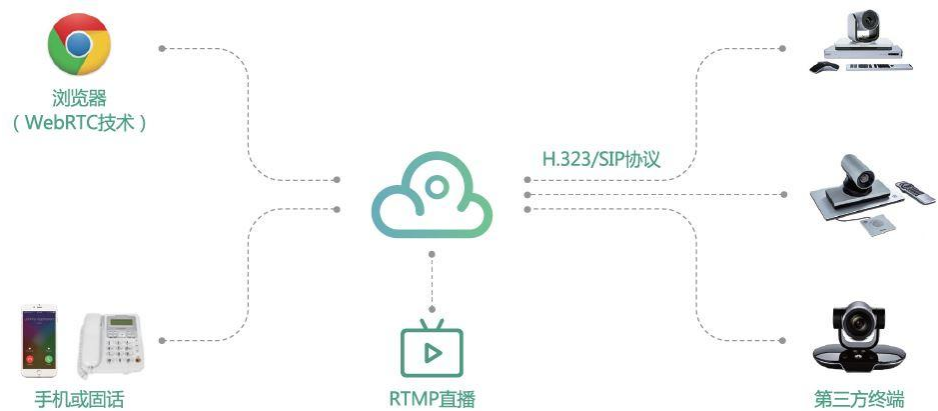 浏览器
（WebRTC技术）
H.323/SIP协议
手机或固话
RTMP直播
第三方终端